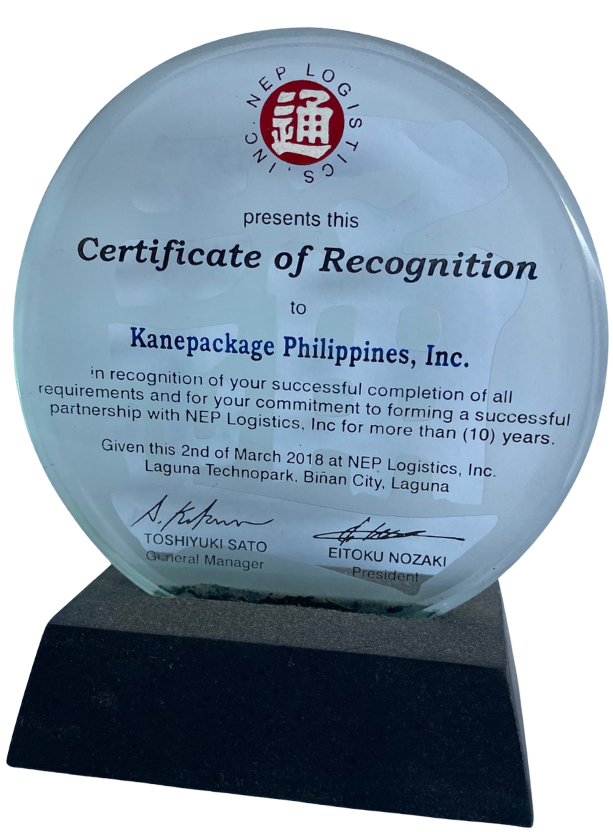 NEP LOGISTICS, INC.
通
presents this
Certificate of Recognition
to
Kanepackage Philippines, Inc.
in recognition of your successful completion of all
requirements and for your commitment to forming a successful
partnership with NEP Logistics, Inc for more than (10) years.
Given this 2nd of March 2018 at NEP Logistics, Inc.
Laguna Technopark, Biñan City, Laguna
TOSHIYUKI SATO
General Manager
EITOKU NOZAKI
President